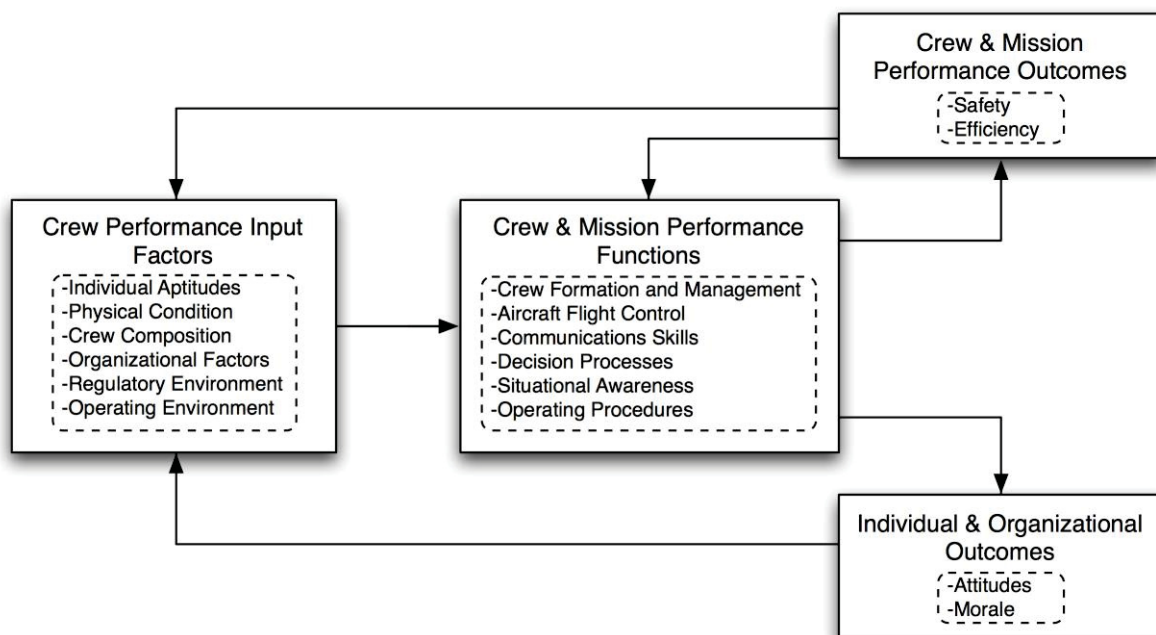 Crew & Mission
Performance Outcomes
-Safety
-Efficiency
Crew Performance Input
Factors
-Individual Aptitudes
-Physical Condition
-Crew Composition
-Organizational Factors
-Regulatory Environment
-Operating Environment
Crew & Mission Performance
Functions
-Crew Formation and Management
-Aircraft Flight Control
-Communications Skills
-Decision Processes
-Situational Awareness
-Operating Procedures
Individual & Organizational
Outcomes
-Attitudes
-Morale